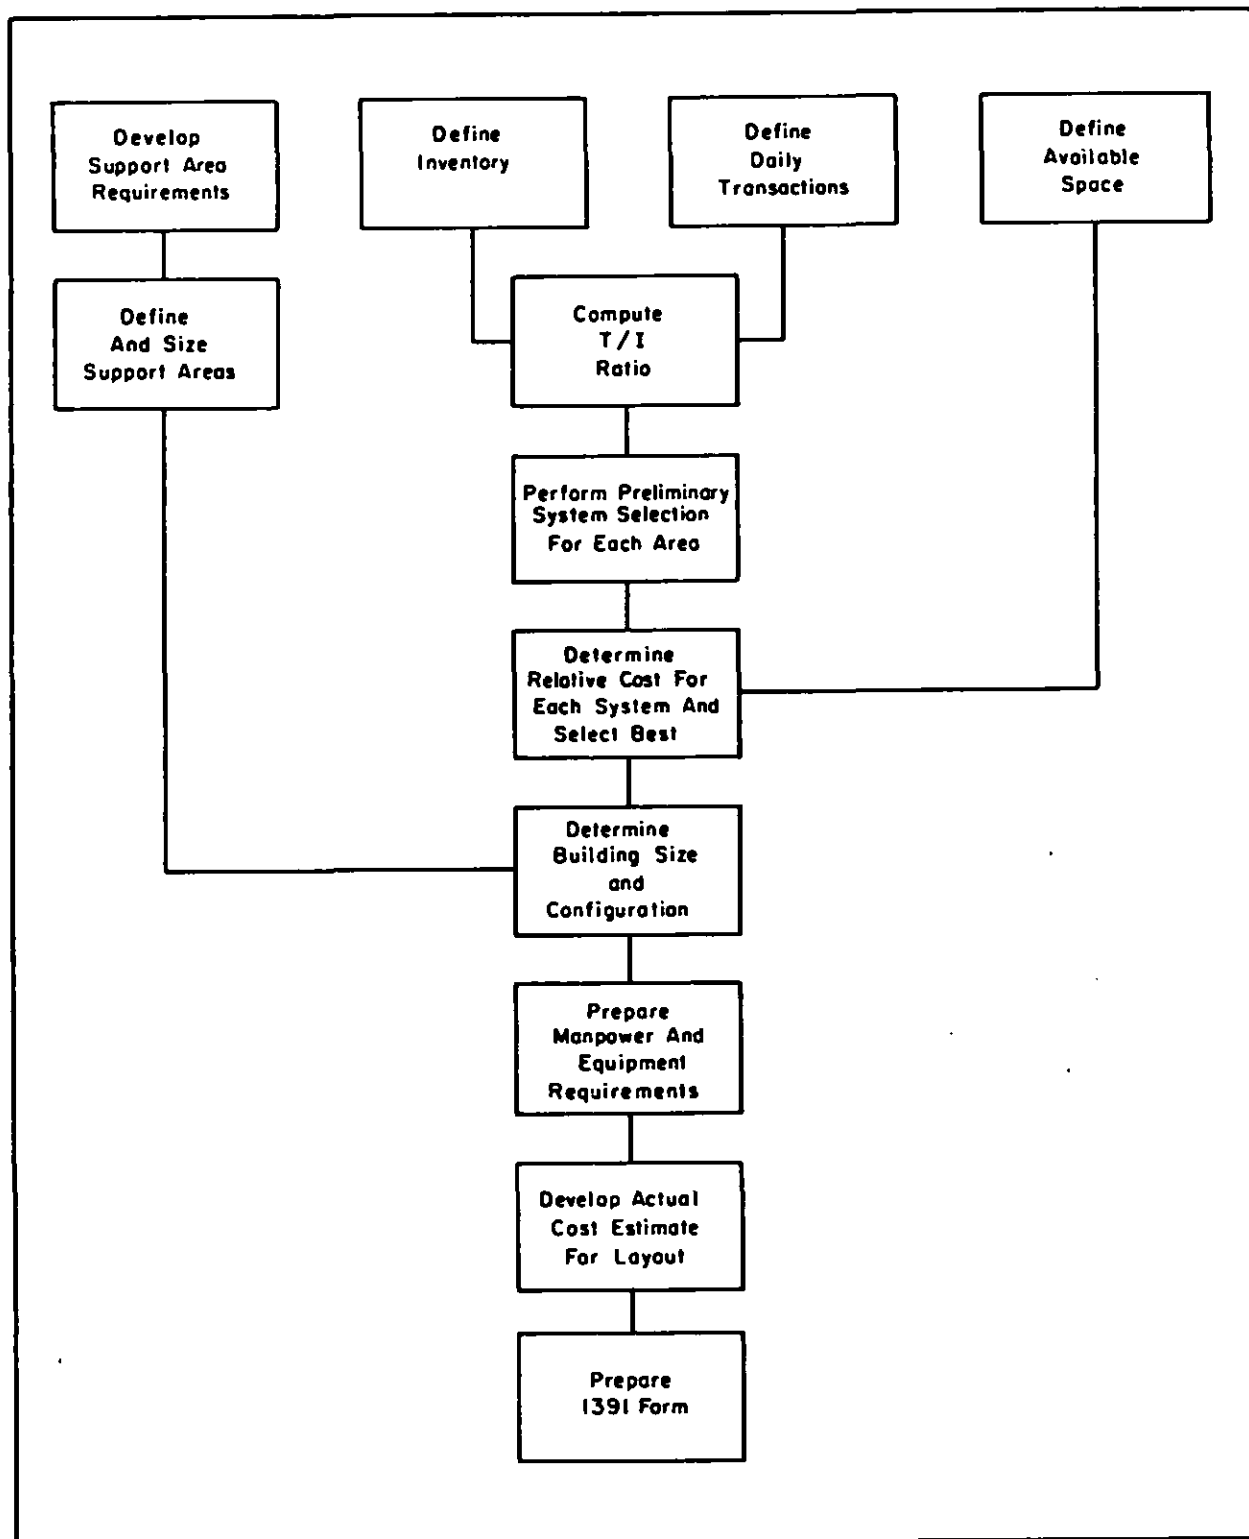 Develop
Support Area
Requirements
Define
Inventory
Define
Daily
Transactions
Define
Available
Space
Define
And Size
Support Areas
Compute
T/I
Ratio
Perform Preliminary
System Selection
For Each Area
Determine
Relative Cost For
Each System And
Select Best
Determine
Building Size
and
Configuration
Prepare
Manpower And
Equipment
Requirements
Develop Actual
Cost Estimate
For Layout
Prepare
1391 Form